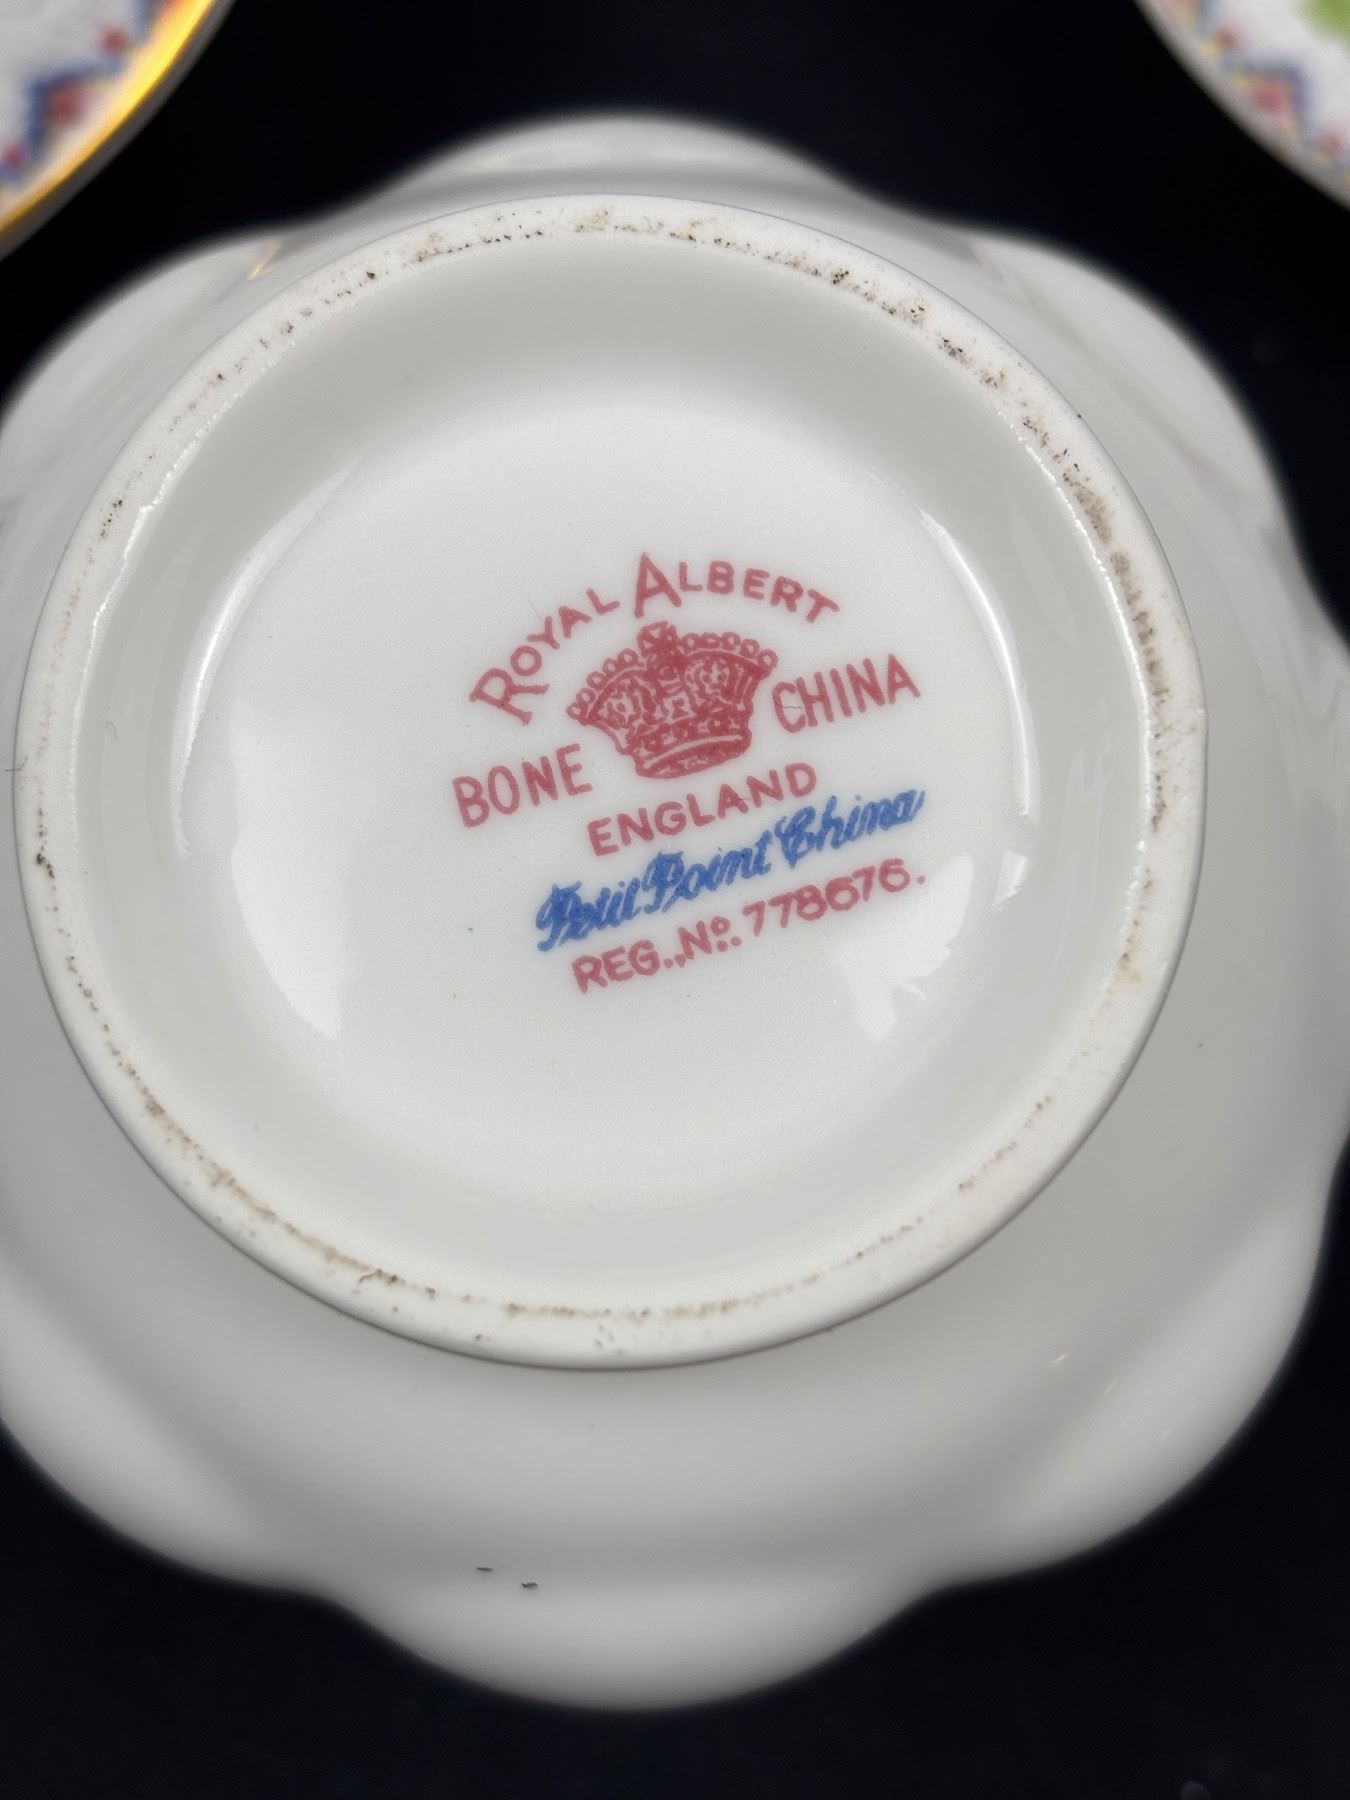 ROYAL ALBERT
BONE CHINA
ENGLAND
Petit Point China
REG., Nº. 778676.